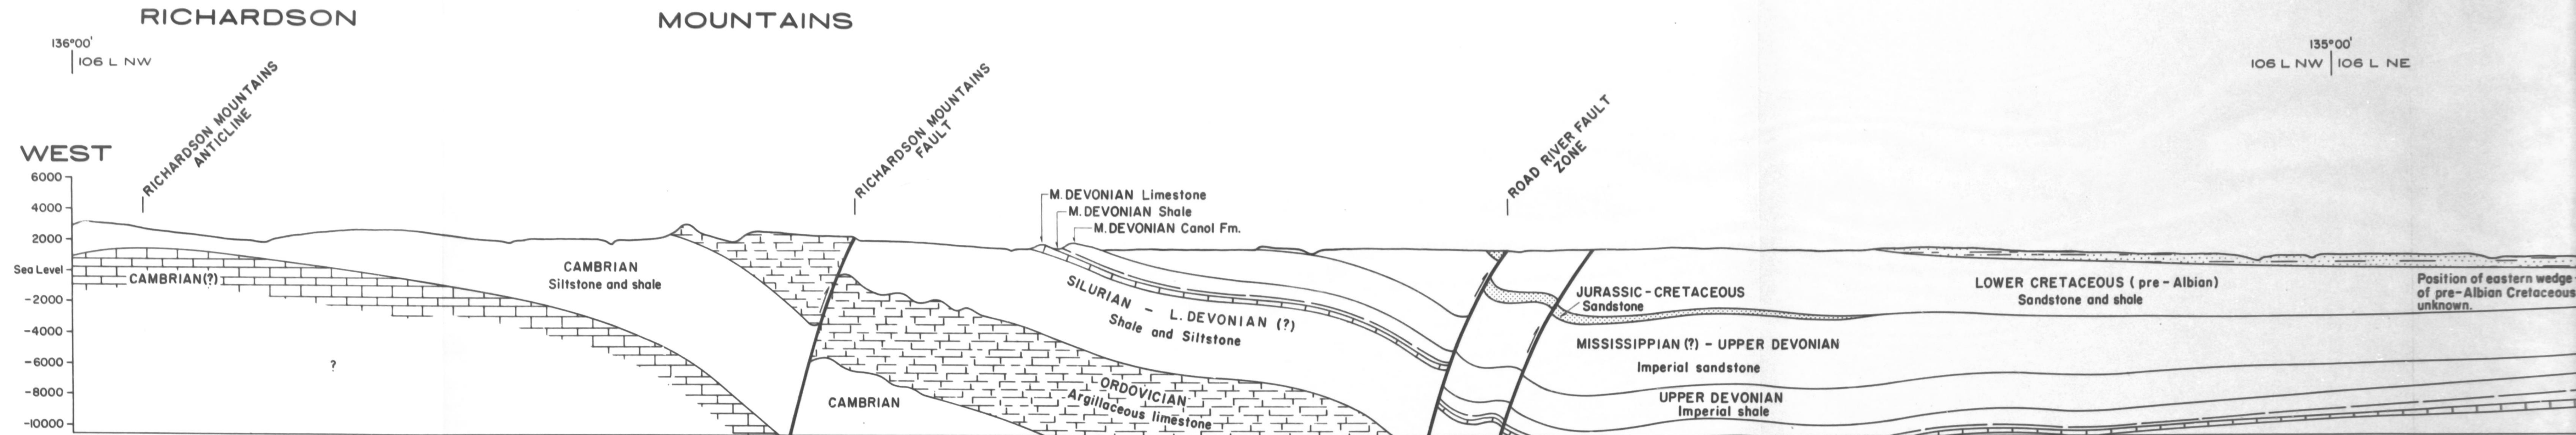 RICHARDSON MOUNTAINS
136°00'
106 L NW
135°00'
106 L NW 106 L NE
RICHARDSON MOUNTAINS
ANTICLINE
RICHARDSON MOUNTAINS
FAULT
ROAD RIVER FAULT
ZONE
WEST
6000
4000
2000
Sea Level
-2000
-4000
-6000
-8000
-10000
M. DEVONIAN Limestone
M. DEVONIAN Shale
M. DEVONIAN Canol Fm.
CAMBRIAN(?)
?
CAMBRIAN
Siltstone and shale
CAMBRIAN
SILURIAN - L. DEVONIAN (?)
Shale and Siltstone
ORDOVICIAN
Argillaceous limestone
JURASSIC-CRETACEOUS
Sandstone
MISSISSIPPIAN (?) - UPPER DEVONIAN
Imperial sandstone
UPPER DEVONIAN
Imperial shale
LOWER CRETACEOUS (pre-Albian)
Sandstone and shale
Position of eastern wedge
of pre-Albian Cretaceous
unknown.